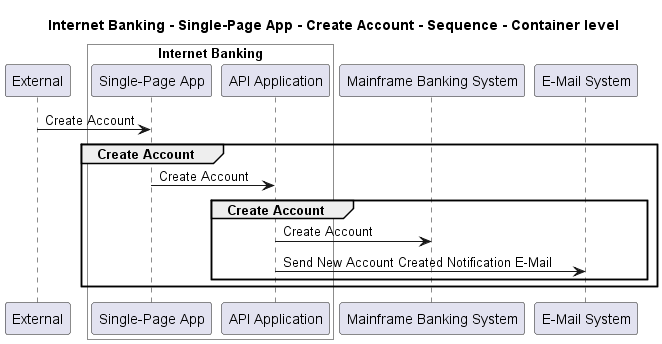 Internet Banking - Single-Page App - Create Account - Sequence - Container level
Internet Banking
External
Single-Page App
API Application
Mainframe Banking System
E-Mail System
Create Account
Create Account
Create Account
Create Account
Create Account
Send New Account Created Notification E-Mail
External
Single-Page App
API Application
Mainframe Banking System
E-Mail System